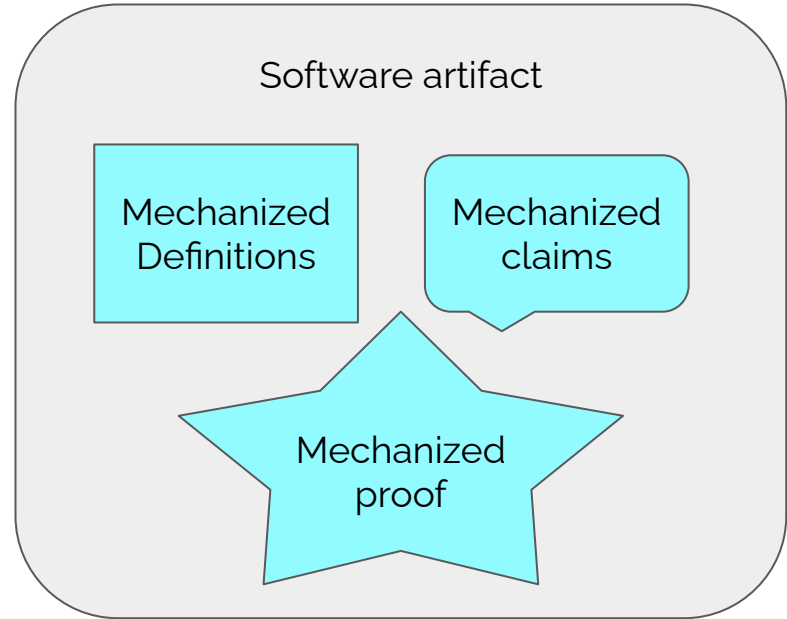 Software artifact
Mechanized
Definitions
Mechanized
claims
Mechanized
proof